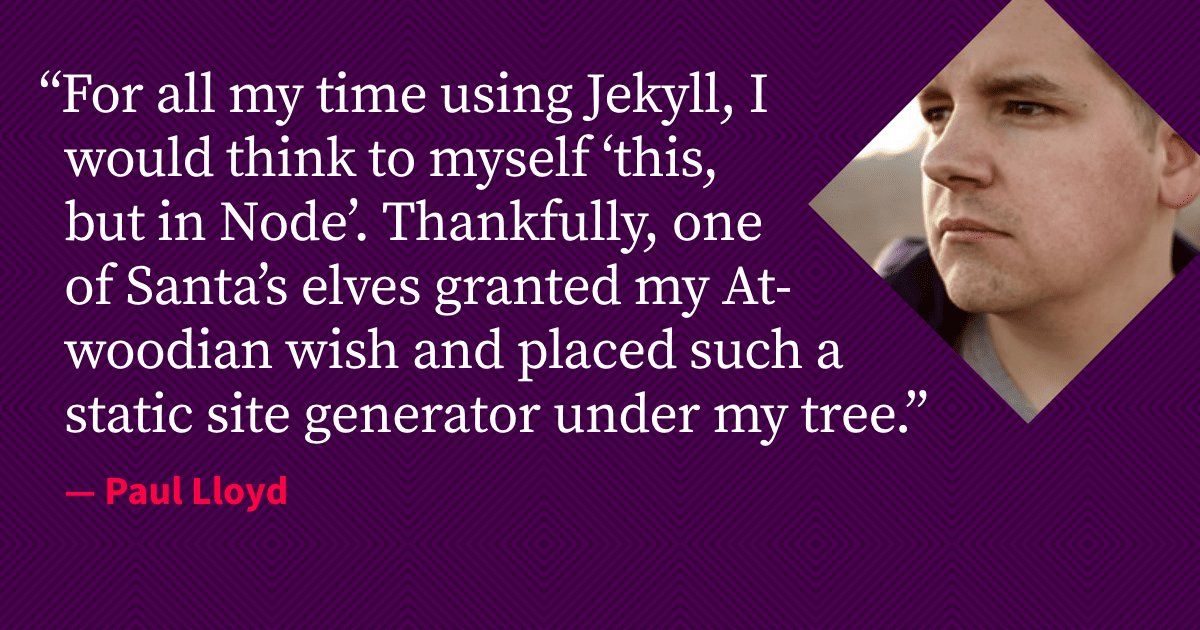 “For all my time using Jekyll, I
would think to myself ‘this,
but in Node’. Thankfully, one
of Santa’s elves granted my At-
woodian wish and placed such a
static site generator under my tree.”
— Paul Lloyd